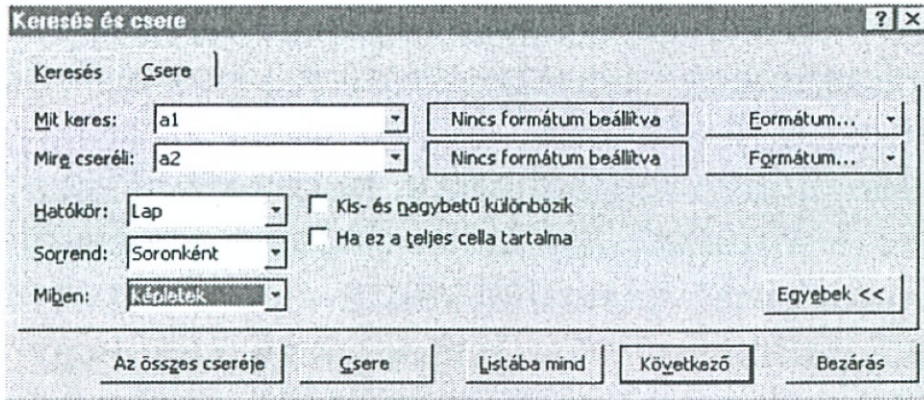 Keresés és csere
Keresés Csere
Mit keres: a1 Nincs formátum beállítva Formátum...
Mire cseréli: a2 Nincs formátum beállítva Formátum...
Hatókör: Lap Kis- és nagybetű különbözik
Sorrend: Soronként Ha ez a teljes cella tartalma
Miben: Képletek Egyebek <<
Az összes cseréje Csere Listába mind Következő Bezárás